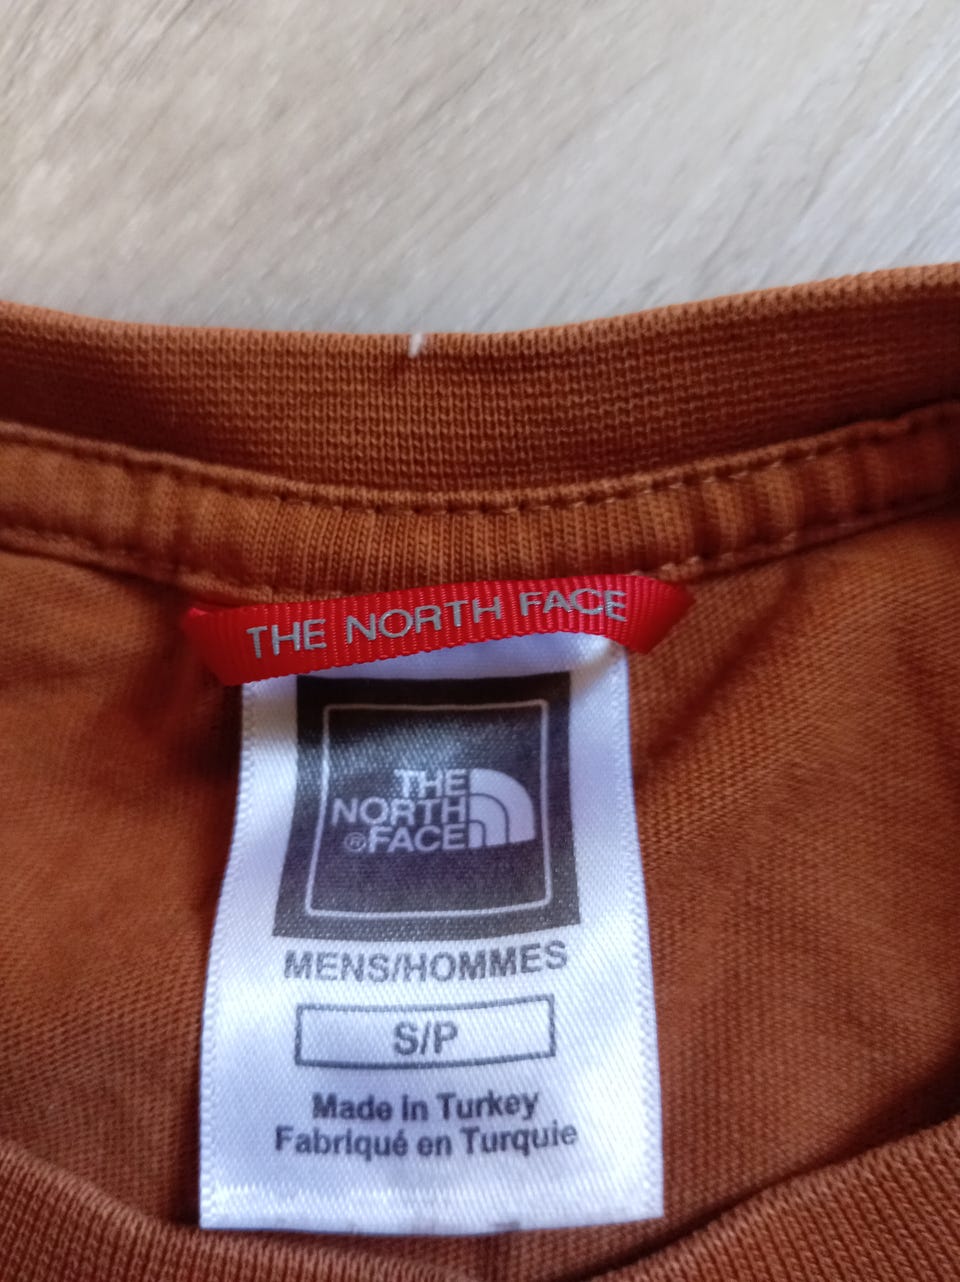 THE NORTH FACE
THE
NORTH
®FACE
MENS/HOMMES
S/P
Made in Turkey
Fabriqué en Turquie